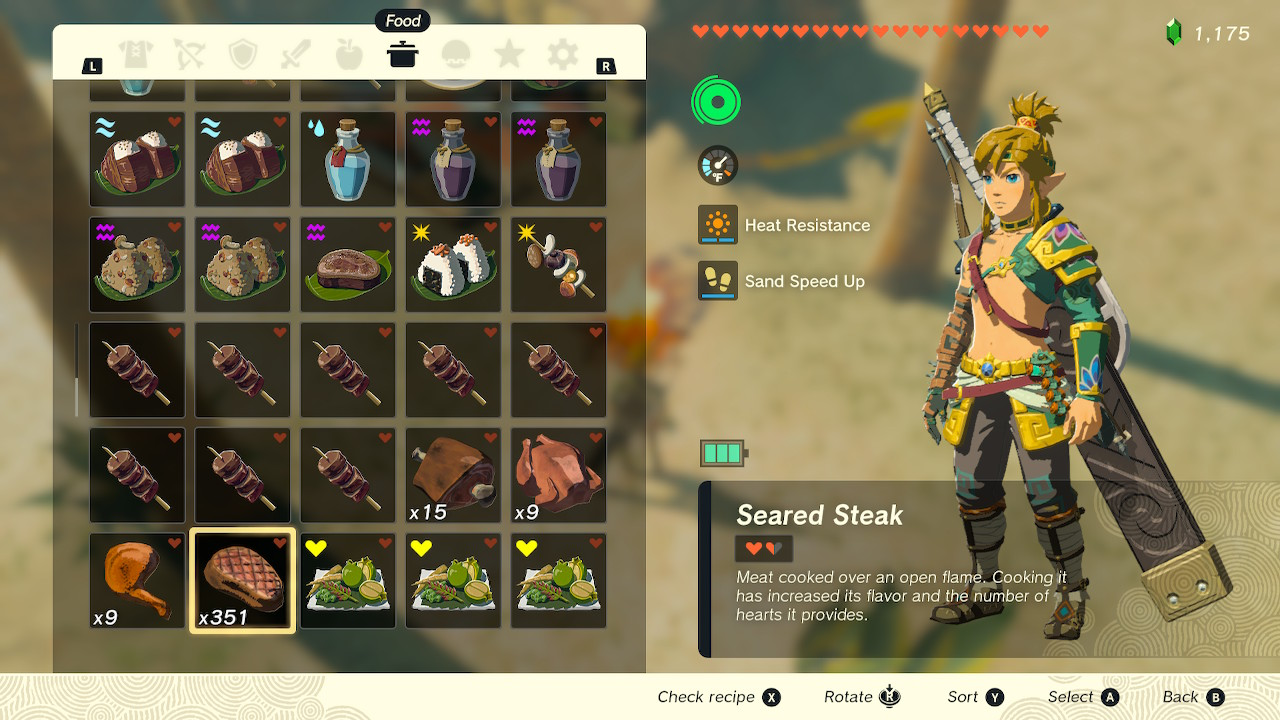 Food
L
R
1,175
°F
Heat Resistance
Sand Speed Up
x15
x9
x9
x351
Seared Steak
Meat cooked over an open flame. Cooking it
has increased its flavor and the number of
hearts it provides.
Check recipe X
Rotate R
Sort Y
Select A
Back B